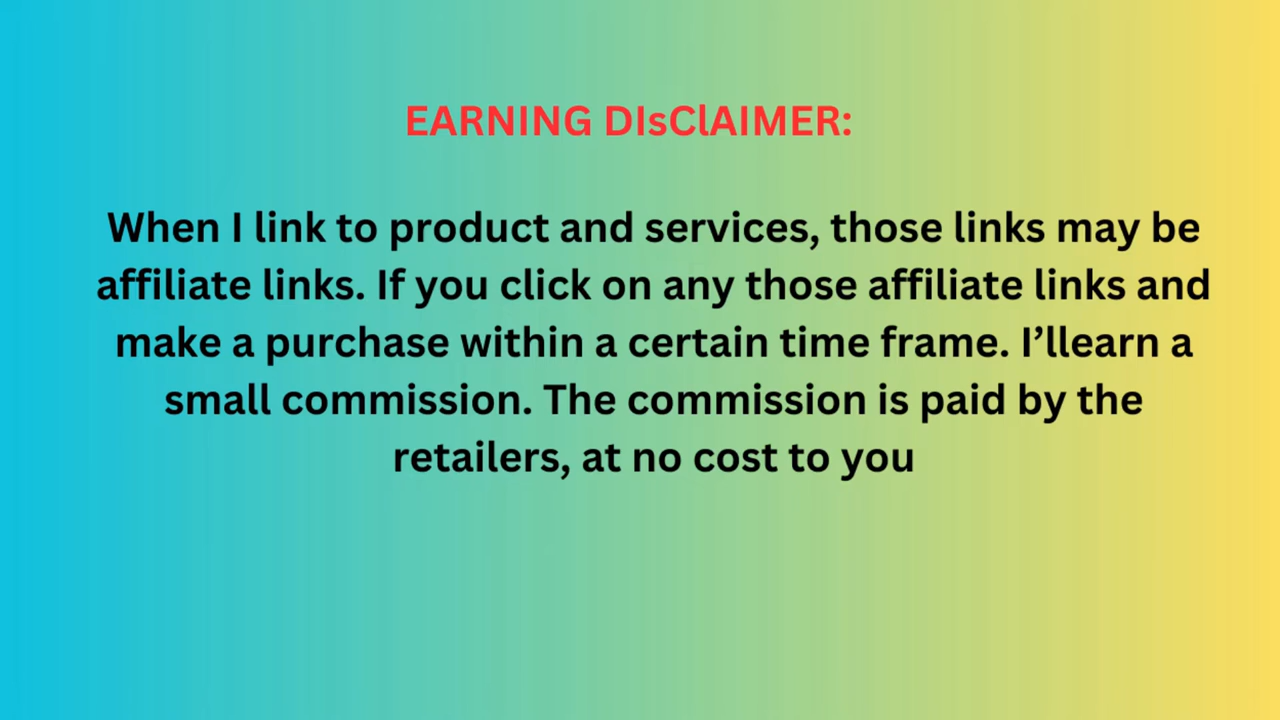 EARNING DIsClAIMER:
When I link to product and services, those links may be
affiliate links. If you click on any those affiliate links and
make a purchase within a certain time frame. I’llearn a
small commission. The commission is paid by the
retailers, at no cost to you